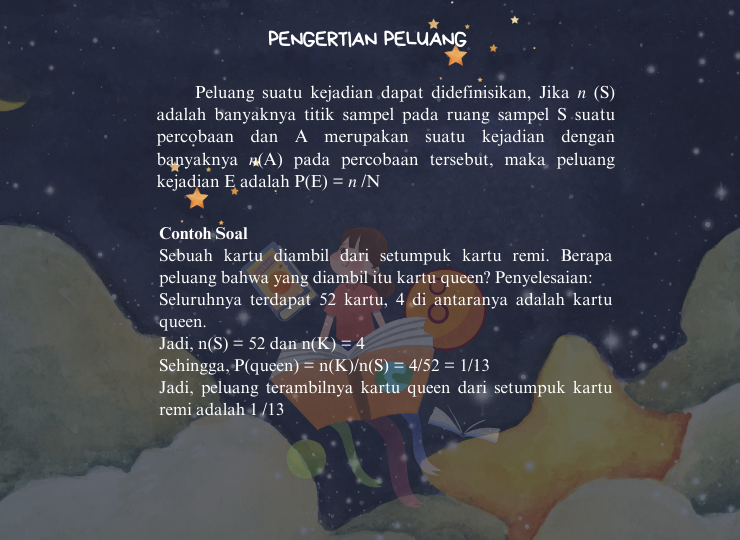 PENGERTIAN PELUANG
Peluang suatu kejadian dapat didefinisikan, Jika n (S)
adalah banyaknya titik sampel pada ruang sampel S suatu
percobaan dan A merupakan suatu kejadian dengan
banyaknya n(A) pada percobaan tersebut, maka peluang
kejadian E adalah P(E) = n /N
Contoh Soal
Sebuah kartu diambil dari setumpuk kartu remi. Berapa
peluang bahwa yang diambil itu kartu queen? Penyelesaian:
Seluruhnya terdapat 52 kartu, 4 di antaranya adalah kartu
queen.
Jadi, n(S) = 52 dan n(K) = 4
Sehingga, P(queen) = n(K)/n(S) = 4/52 = 1/13
Jadi, peluang terambilnya kartu queen dari setumpuk kartu
remi adalah 1 /13